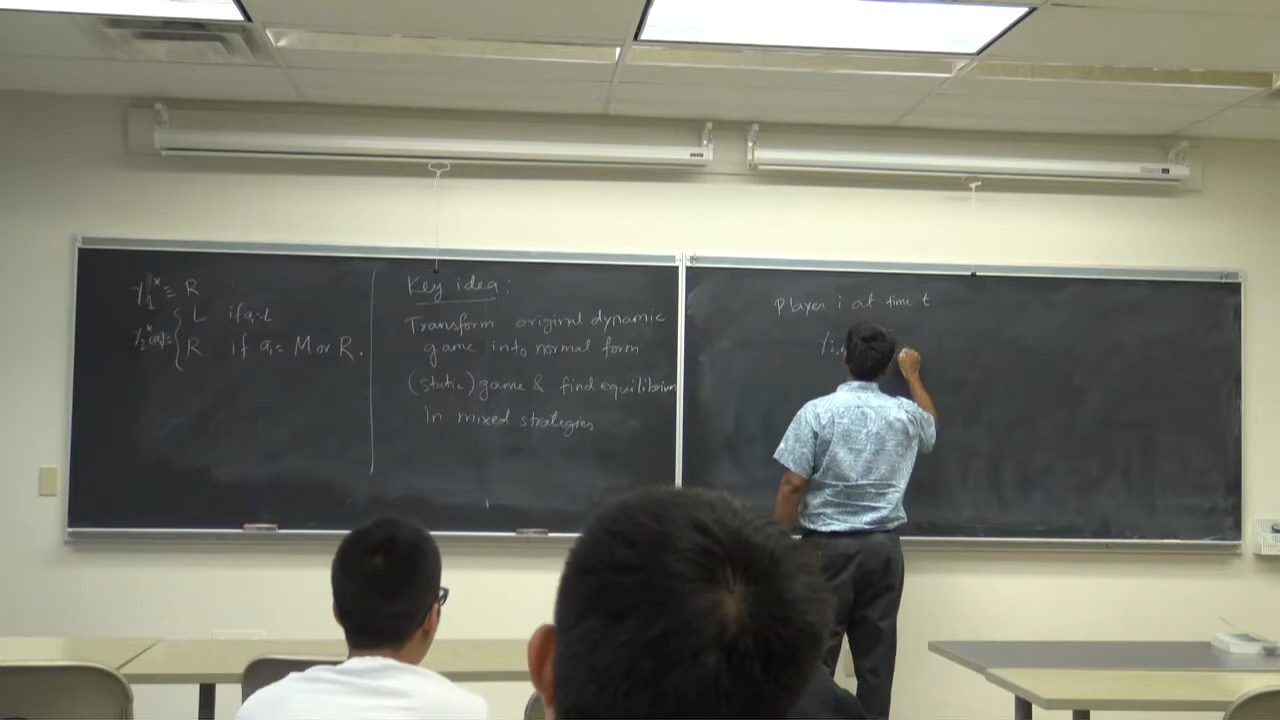 γ₁* ≡ R
γ₂*(a₁) = { L if a₁=L
R if a₁= M or R.
Key idea:
Transform original dynamic
game into normal form
(static) game & find equilibrium
in mixed strategies
Player i at time t
γi,